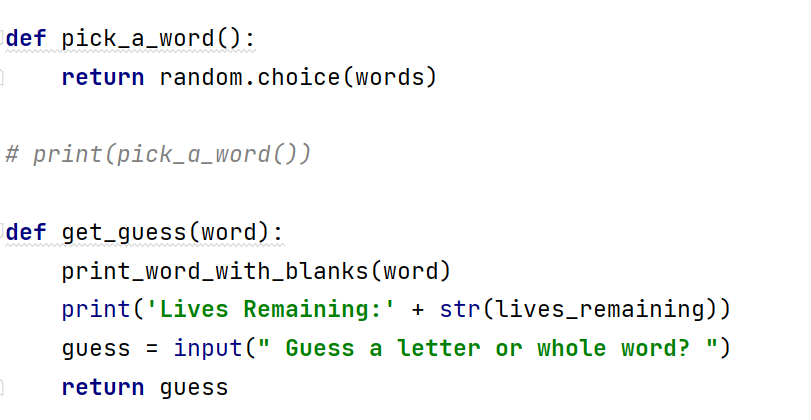 def pick_a_word():
    return random.choice(words)
# print(pick_a_word())
def get_guess(word):
    print_word_with_blanks(word)
    print('Lives Remaining:' + str(lives_remaining))
    guess = input(" Guess a letter or whole word? ")
    return guess